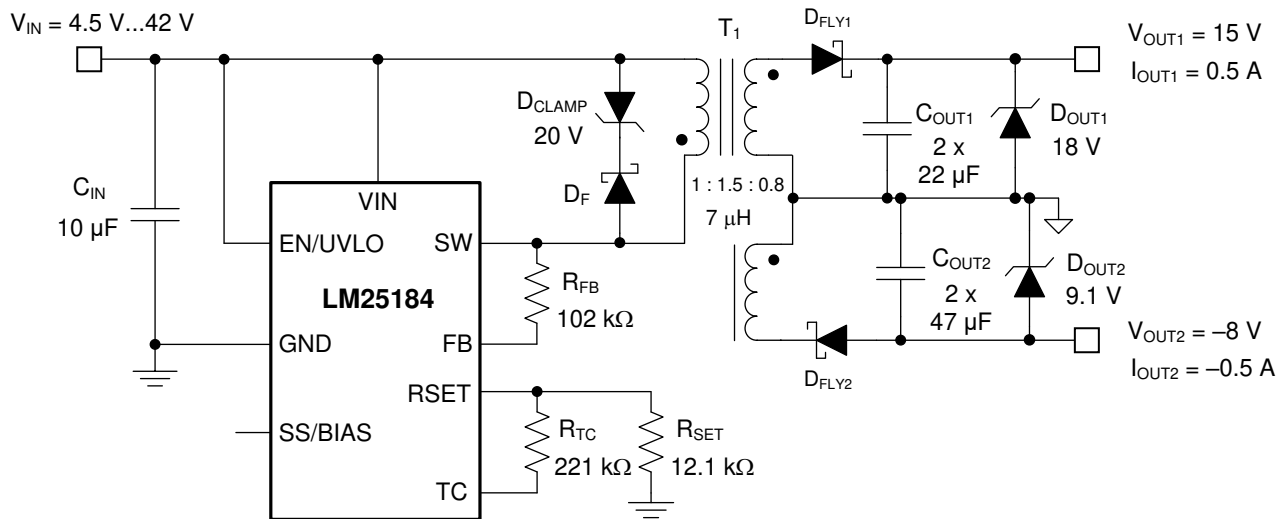 V_IN = 4.5 V...42 V
T_1
D_FLY1
V_OUT1 = 15 V
I_OUT1 = 0.5 A
D_CLAMP
20 V
C_OUT1
2 x
22 µF
D_OUT1
18 V
C_IN
10 µF
D_F
1 : 1.5 : 0.8
7 µH
VIN
EN/UVLO
SW
LM25184
R_FB
102 kΩ
GND
FB
C_OUT2
2 x
47 µF
D_OUT2
9.1 V
D_FLY2
V_OUT2 = –8 V
I_OUT2 = –0.5 A
RSET
SS/BIAS
R_TC
221 kΩ
R_SET
12.1 kΩ
TC